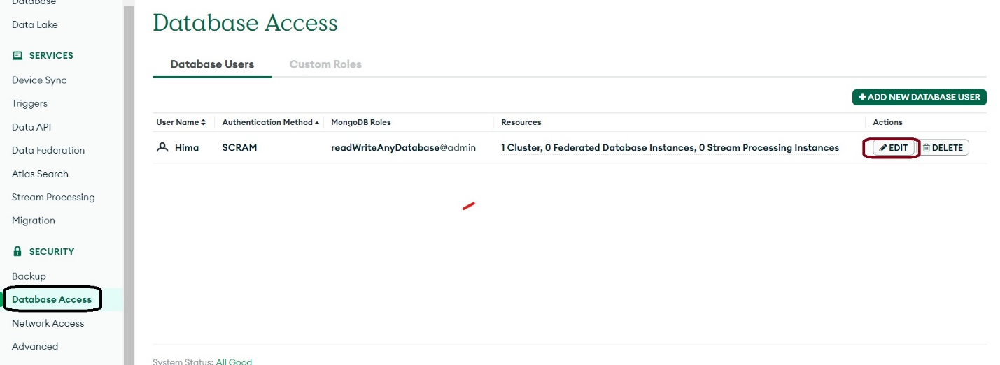 Database
Data Lake
SERVICES
Device Sync
Triggers
Data API
Data Federation
Atlas Search
Stream Processing
Migration
SECURITY
Backup
Database Access
Network Access
Advanced
Database Access
Database Users Custom Roles
+ ADD NEW DATABASE USER
User Name Authentication Method MongoDB Roles Resources Actions
Hima SCRAM readWriteAnyDatabase@admin 1 Cluster, 0 Federated Database Instances, 0 Stream Processing Instances EDIT DELETE
System Status: All Good